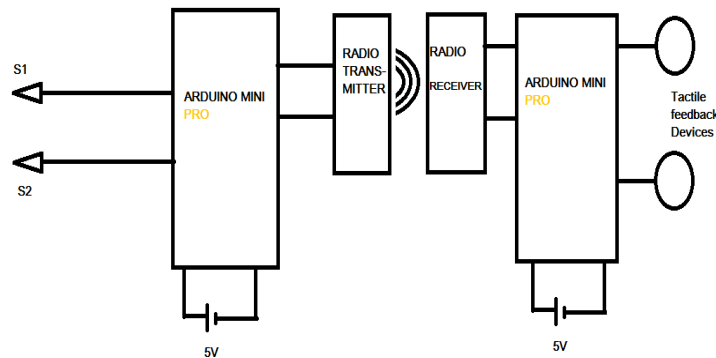 S1
S2
ARDUINO MINI
PRO
5V
RADIO
TRANS-
MITTER
RADIO
RECEIVER
ARDUINO MINI
PRO
5V
Tactile
feedback
Devices